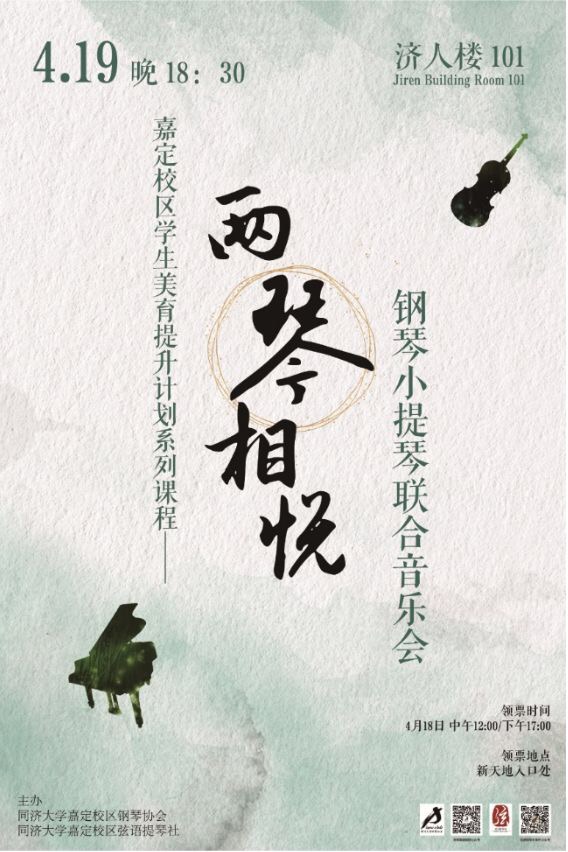 4.19 晚 18：30
济人楼 101
Jiren Building Room 101
嘉定校区学生美育提升计划系列课程——
两琴相悦
钢琴小提琴联合音乐会
领票时间
4月18日 中午12:00/下午17:00
领票地点
新天地入口处
主办
同济大学嘉定校区钢琴协会
同济大学嘉定校区弦语提琴社